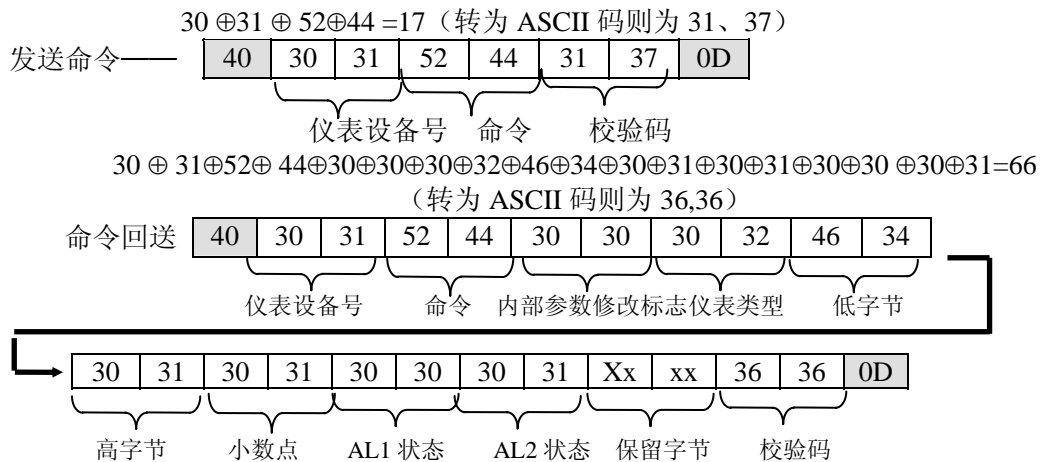 30 ⊕31 ⊕ 52⊕44 =17（转为 ASCII 码则为 31、37）
发送命令—— 40 30 31 52 44 31 37 0D
仪表设备号 命令 校验码
30 ⊕ 31⊕52⊕ 44⊕30⊕30⊕30⊕32⊕46⊕34⊕30⊕31⊕30⊕31⊕30⊕30 ⊕30⊕31=66
（转为 ASCII 码则为 36,36）
命令回送 40 30 31 52 44 30 30 30 32 46 34
仪表设备号 命令 内部参数修改标志仪表类型 低字节
30 31 30 31 30 30 30 31 Xx xx 36 36 0D
高字节 小数点 AL1 状态 AL2 状态 保留字节 校验码